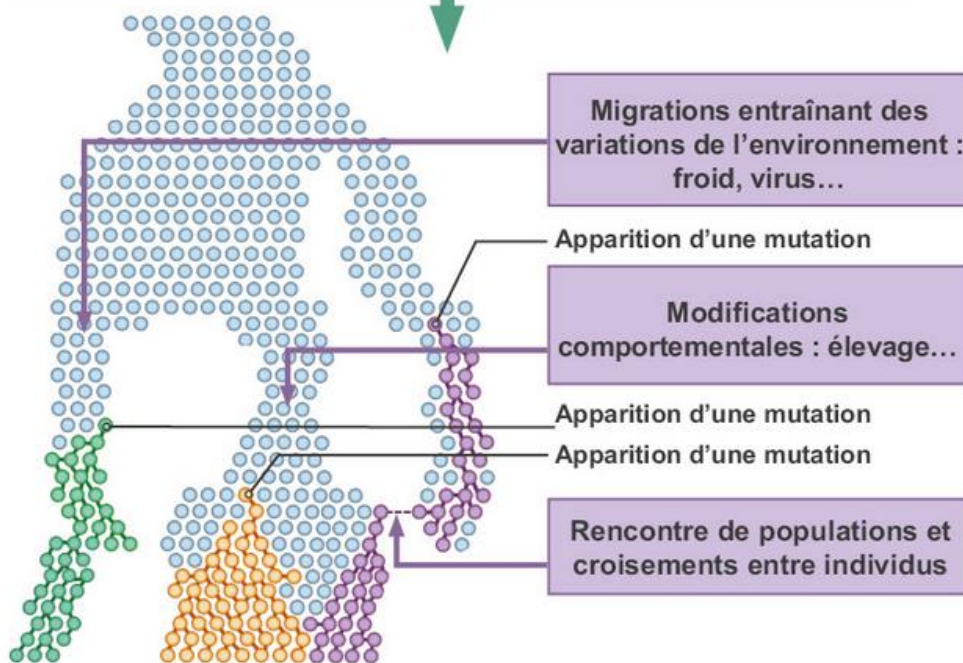 Migrations entraînant des
variations de l’environnement :
froid, virus…
Apparition d’une mutation
Modifications
comportementales : élevage…
Apparition d’une mutation
Apparition d’une mutation
Rencontre de populations et
croisements entre individus